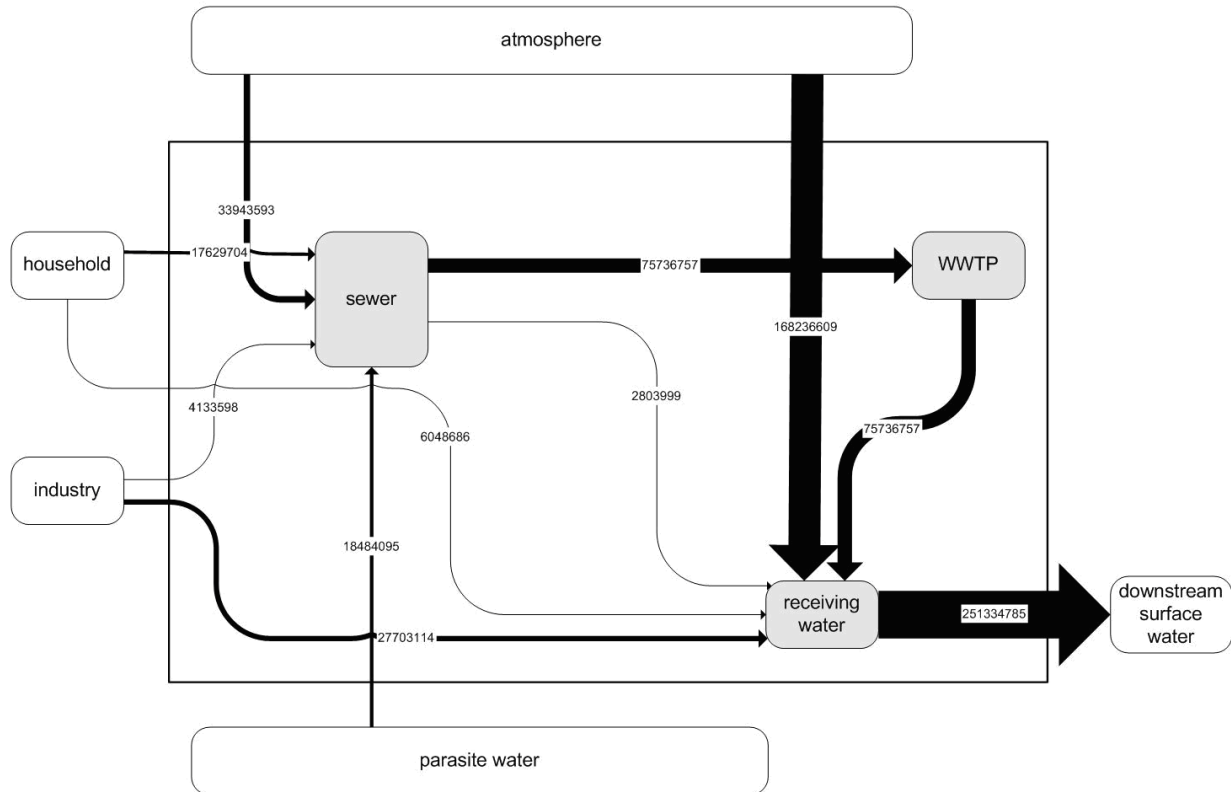 atmosphere
33943593
17629704
household
sewer
75736757
WWTP
168236609
4133598
2803999
6048686
75736757
industry
18484095
27703114
receiving
water
251334785
downstream
surface
water
parasite water